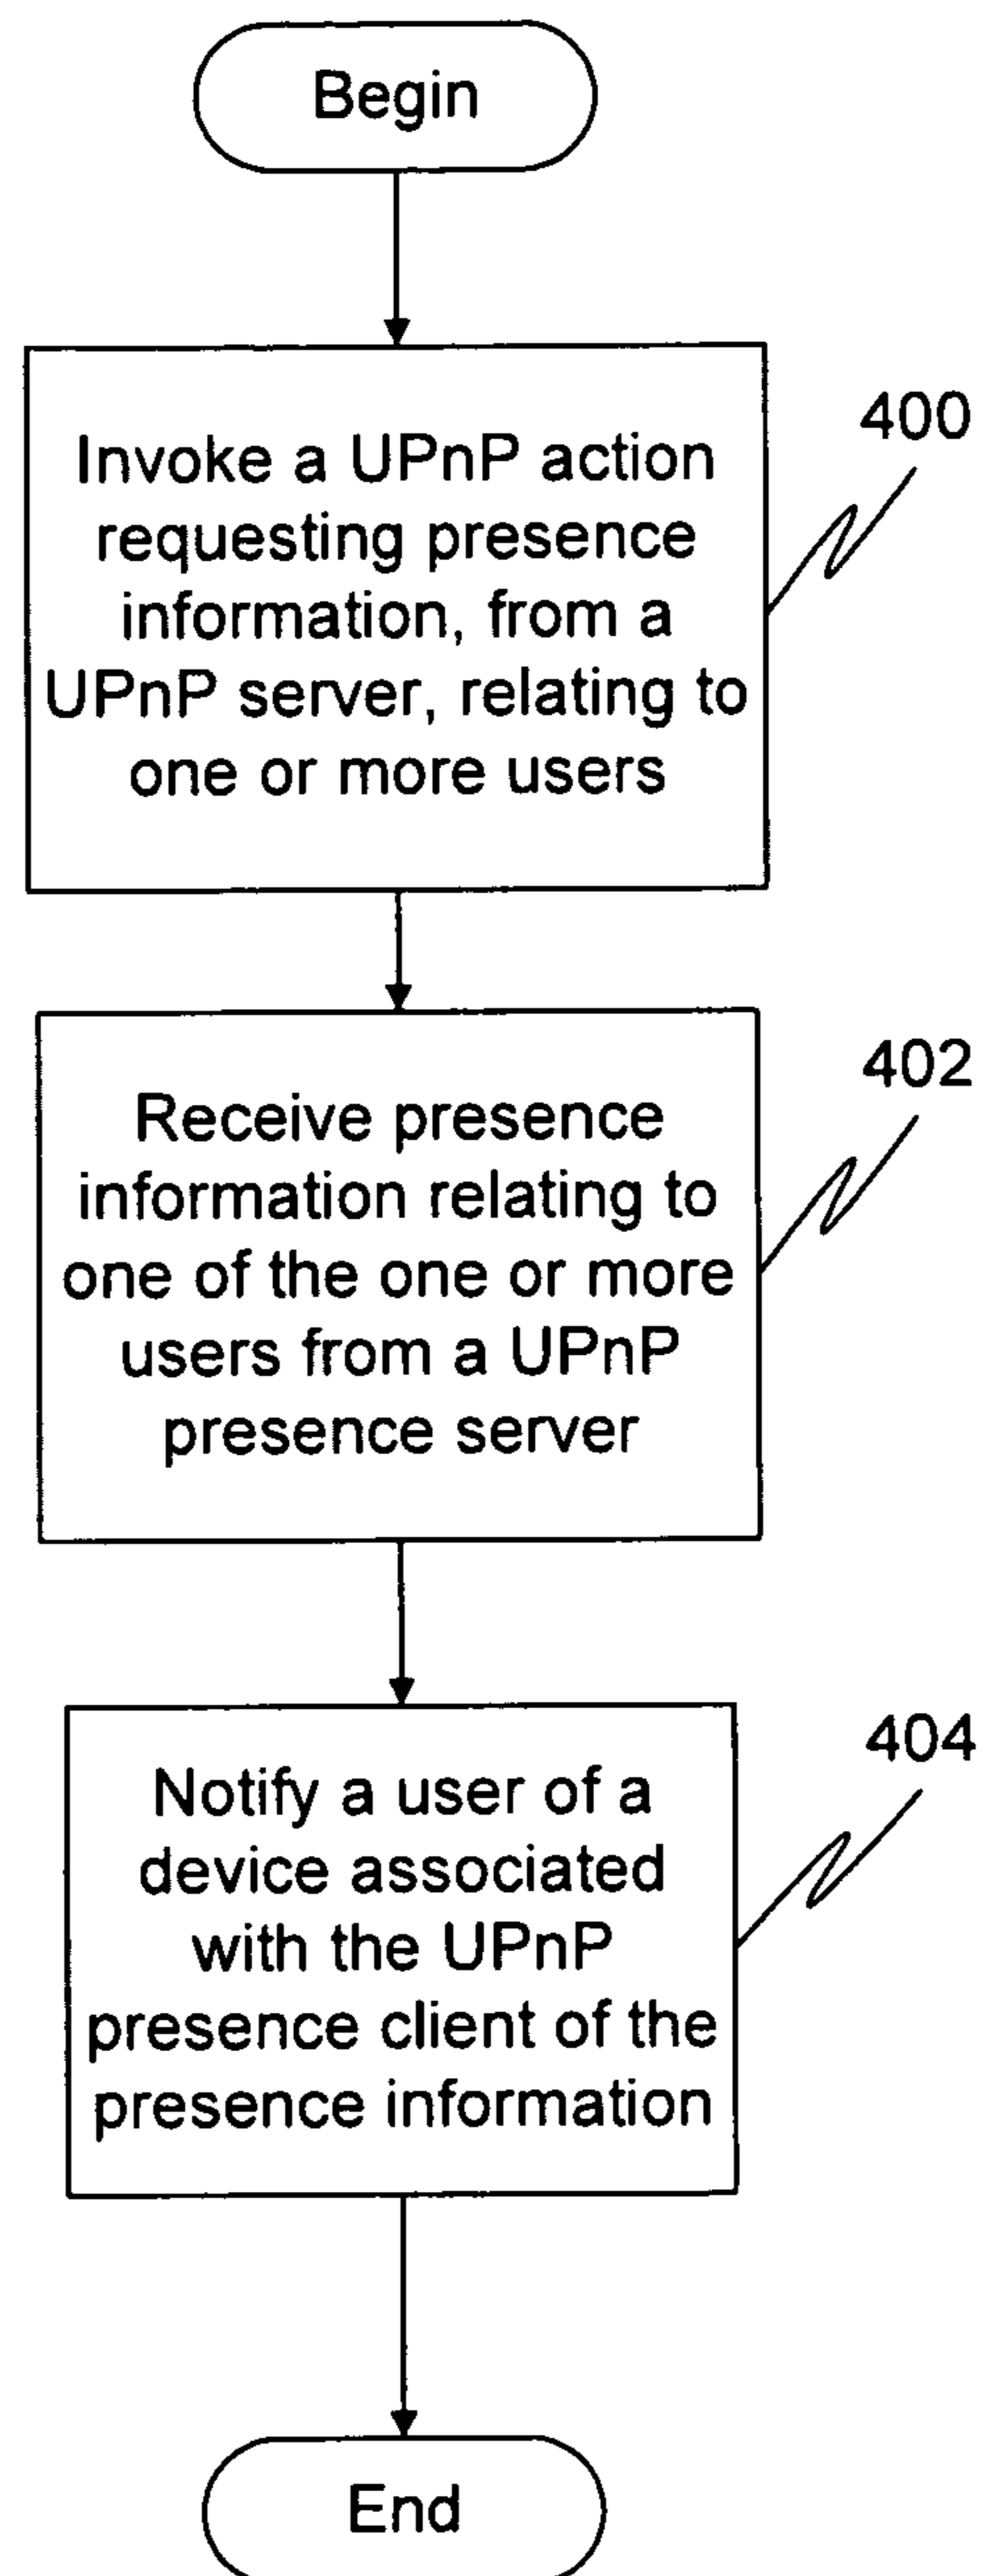 Begin
400
Invoke a UPnP action
requesting presence
information, from a
UPnP server, relating to
one or more users
402
Receive presence
information relating to
one of the one or more
users from a UPnP
presence server
404
Notify a user of a
device associated
with the UPnP
presence client of the
presence information
End